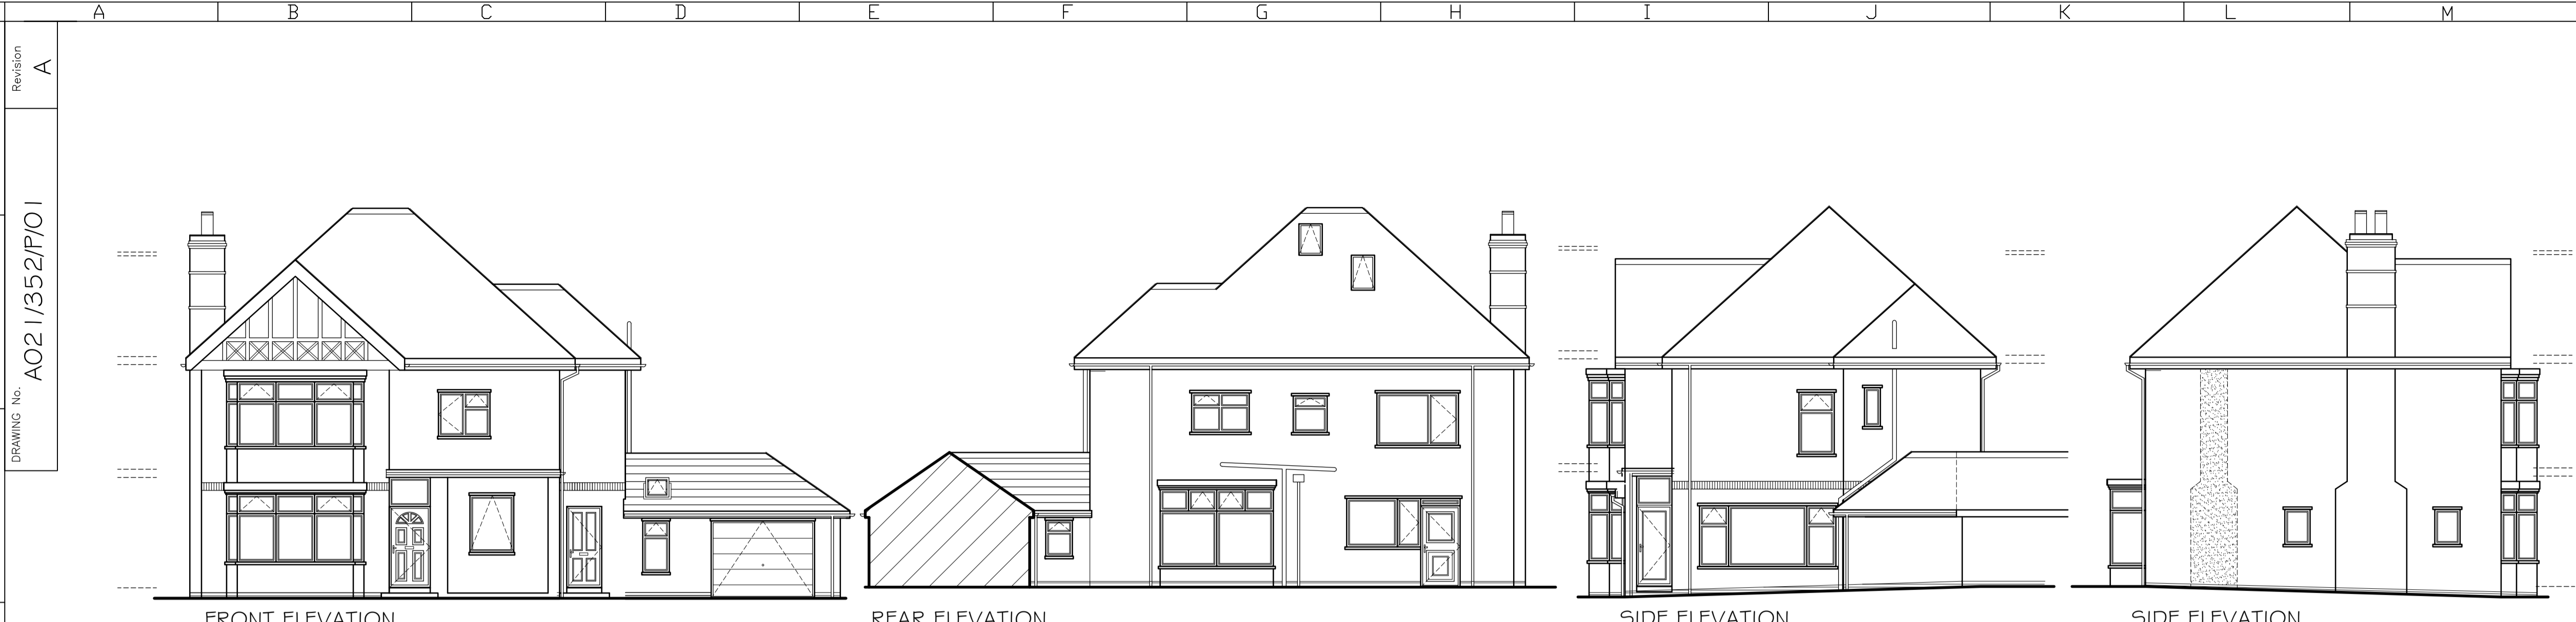 A B C D E F G H I J K L M
Revision
A
DRAWING No.
A021/352/P/01
FRONT ELEVATION
REAR ELEVATION
SIDE ELEVATION
SIDE ELEVATION